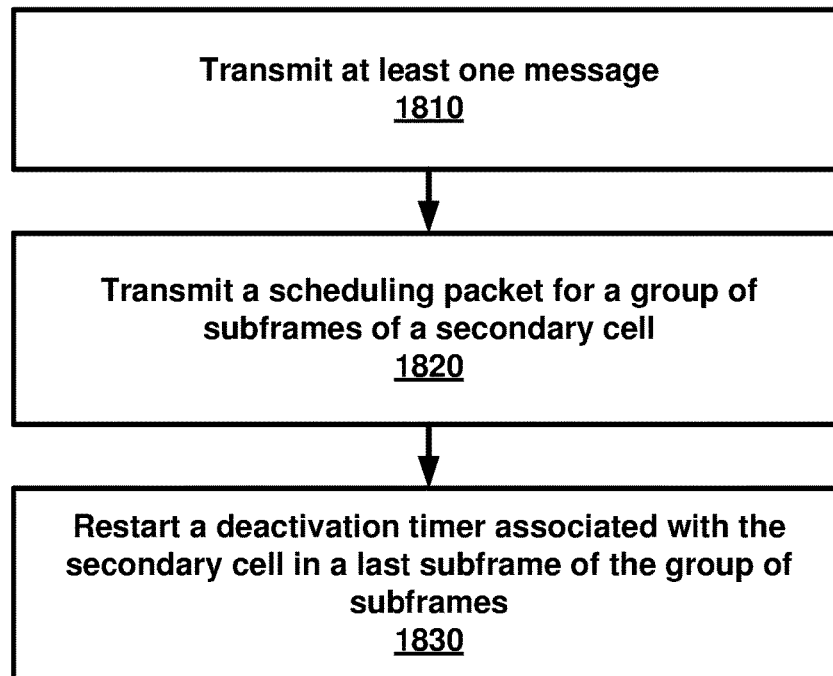 Transmit at least one message
1810
Transmit a scheduling packet for a group of
subframes of a secondary cell
1820
Restart a deactivation timer associated with the
secondary cell in a last subframe of the group of
subframes
1830